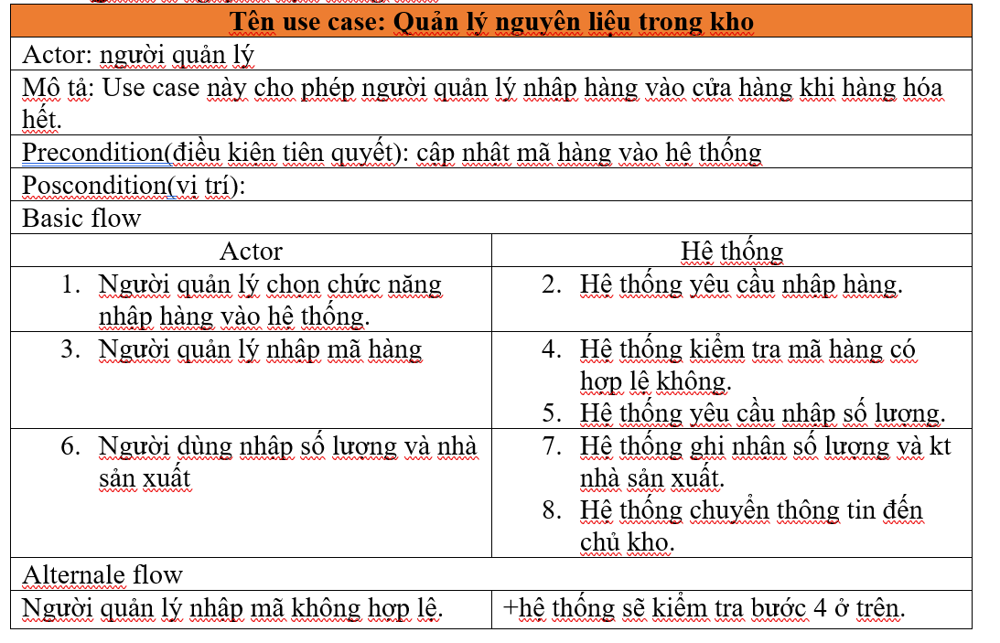 Tên use case: Quản lý nguyên liệu trong kho
Actor: người quản lý
Mô tả: Use case này cho phép người quản lý nhập hàng vào cửa hàng khi hàng hóa
hết.
Precondition(điều kiện tiên quyết): cập nhât mã hàng vào hệ thống
Poscondition(vị trí):
Basic flow
Actor
Hệ thống
1. Người quản lý chọn chức năng
nhập hàng vào hệ thống.
2. Hệ thống yêu cầu nhập hàng.
3. Người quản lý nhập mã hàng
4. Hệ thống kiểm tra mã hàng có
hợp lệ không.
5. Hệ thống yêu cầu nhập số lượng.
6. Người dùng nhập số lượng và nhà
sản xuất
7. Hệ thống ghi nhận số lượng và kt
nhà sản xuất.
8. Hệ thống chuyển thông tin đến
chủ kho.
Alternale flow
Người quản lý nhập mã không hợp lệ.
+hệ thống sẽ kiểm tra bước 4 ở trên.